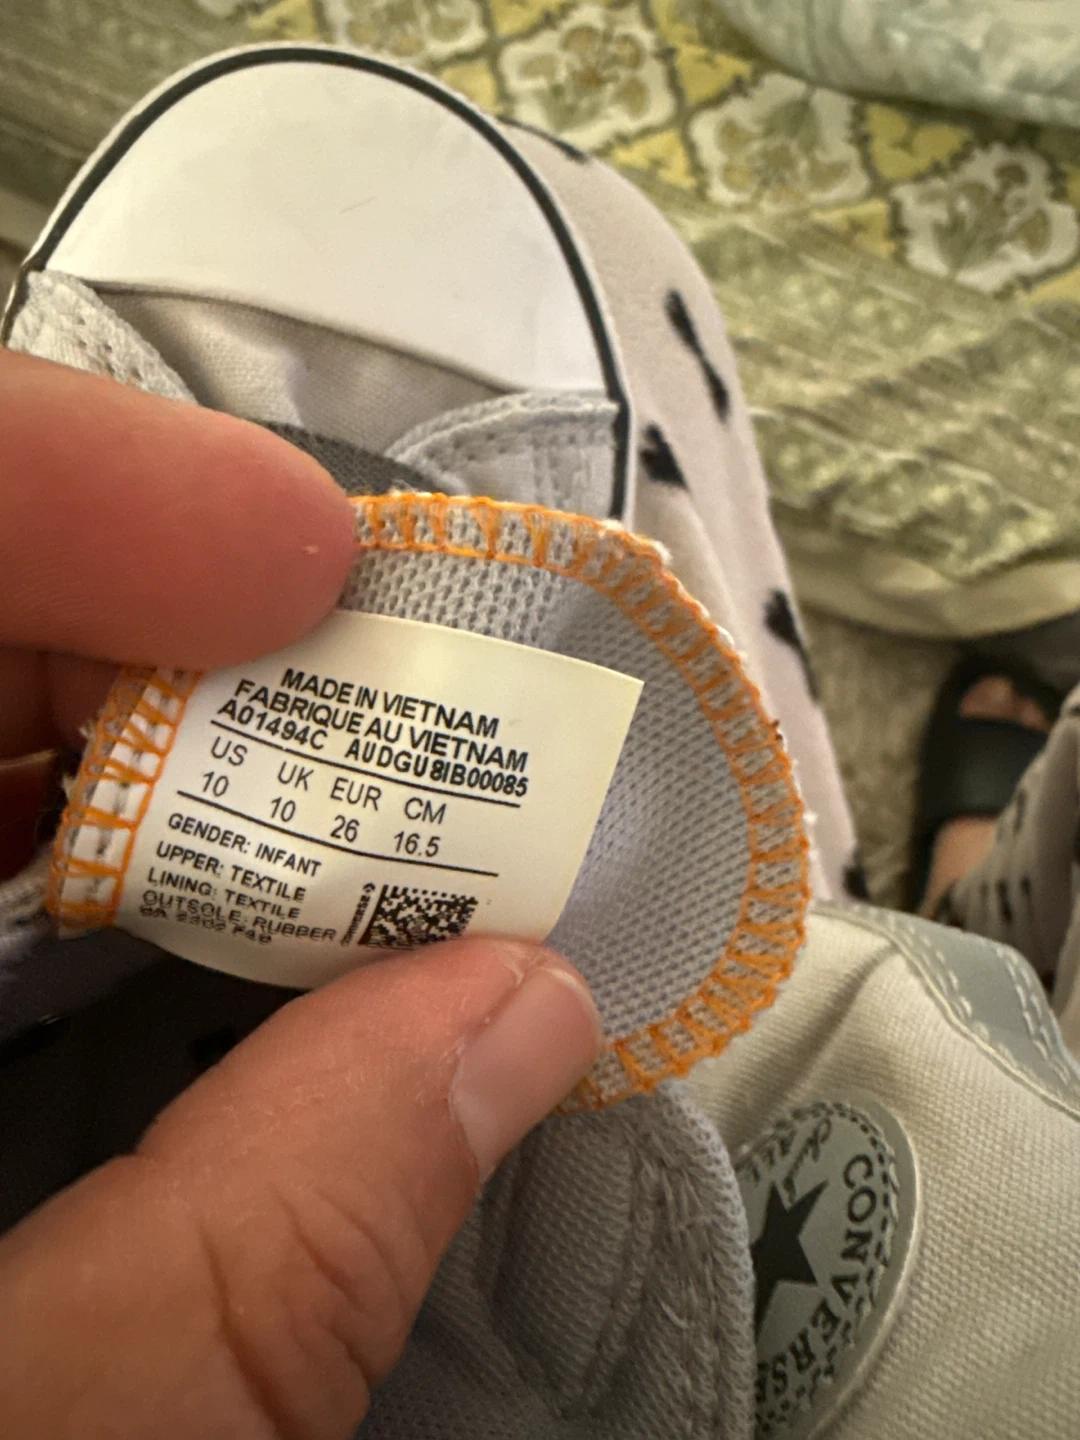 MADE IN VIETNAM
FABRIQUE AU VIETNAM
A01494C AUDGU8IB00085
US UK EUR CM
10 10 26 16.5
GENDER: INFANT
UPPER: TEXTILE
LINING: TEXTILE
OUTSOLE: RUBBER
CONVERSE
ALL